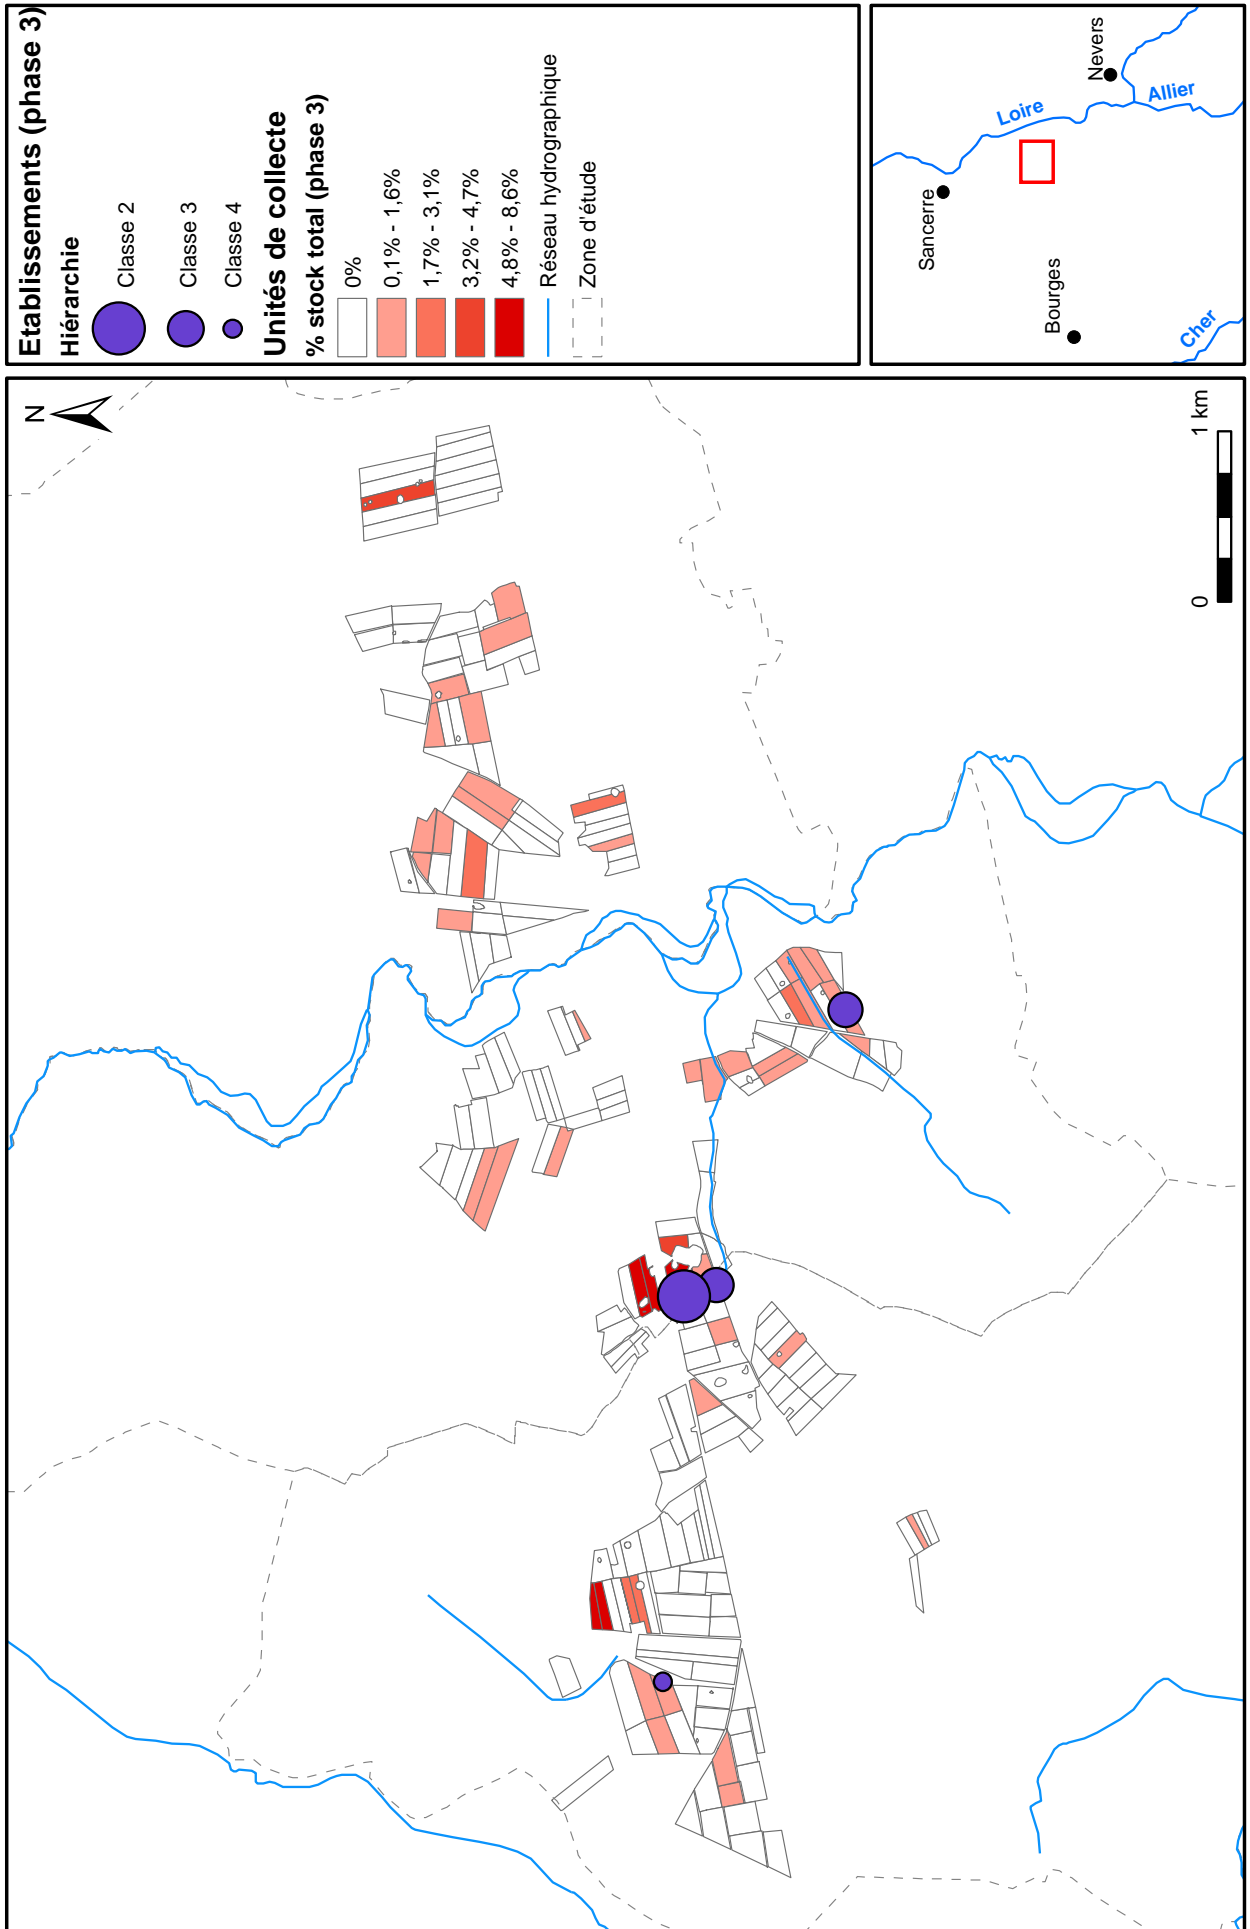 Etablissements (phase 3)
Hiérarchie
Classe 2
Classe 3
Classe 4
Unités de collecte
% stock total (phase 3)
0%
0,1% - 1,6%
1,7% - 3,1%
3,2% - 4,7%
4,8% - 8,6%
Réseau hydrographique
Zone d'étude
Sancerre
Bourges
Nevers
Loire
Allier
Cher
N
0
1 km